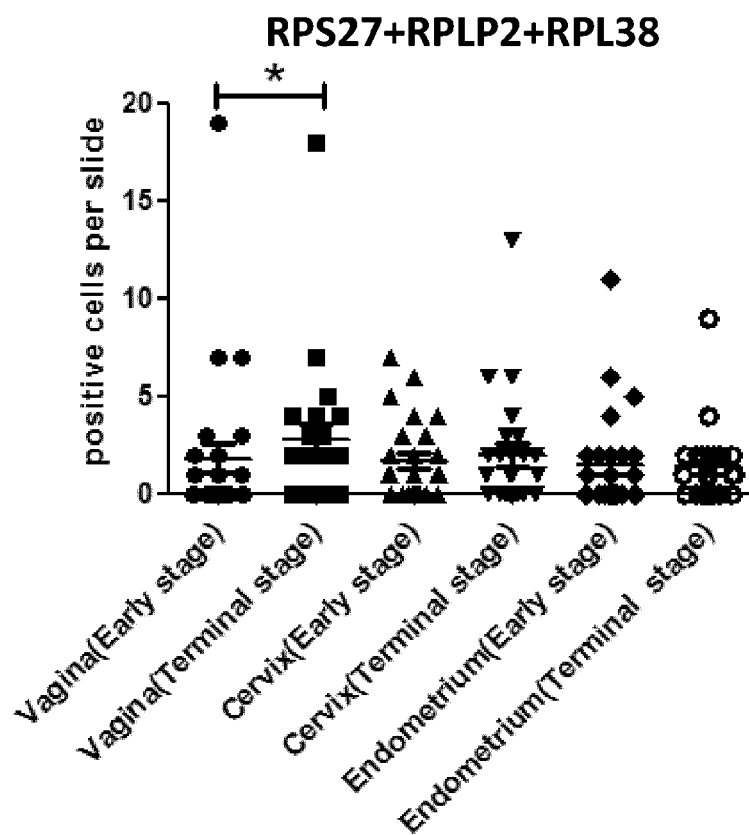 RPS27+RPLP2+RPL38
*
positive cells per slide
20
15
10
5
0
Vagina(Early stage)
Vagina(Terminal stage)
Cervix(Early stage)
Cervix(Terminal stage)
Endometrium(Early stage)
Endometrium(Terminal stage)